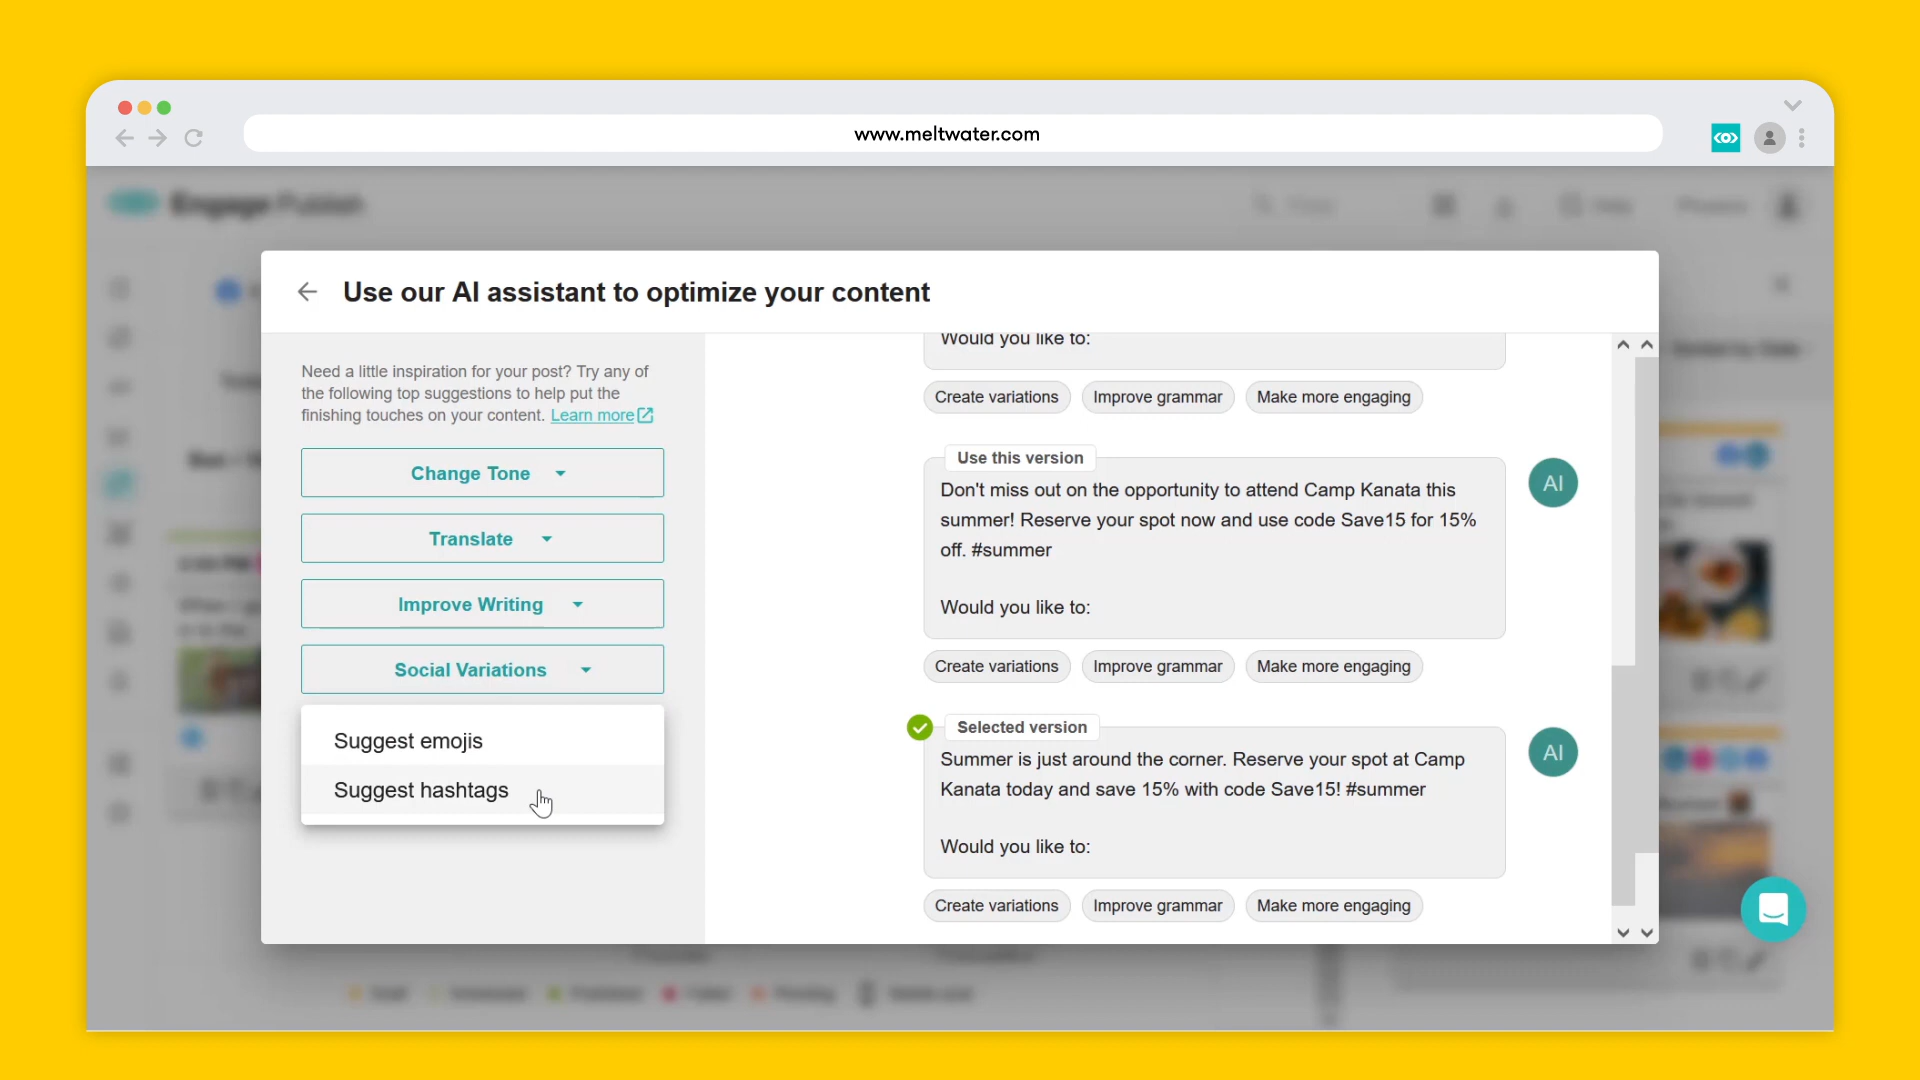 www.meltwater.com
Engage Publish
Use our AI assistant to optimize your content
Need a little inspiration for your post? Try any of
the following top suggestions to help put the
finishing touches on your content. Learn more
Change Tone
Translate
Improve Writing
Social Variations
Suggest emojis
Suggest hashtags
Would you like to:
Create variations Improve grammar Make more engaging
Use this version
Don't miss out on the opportunity to attend Camp Kanata this
summer! Reserve your spot now and use code Save15 for 15%
off. #summer
Would you like to:
AI
Create variations Improve grammar Make more engaging
Selected version
Summer is just around the corner. Reserve your spot at Camp
Kanata today and save 15% with code Save15! #summer
Would you like to:
AI
Create variations Improve grammar Make more engaging